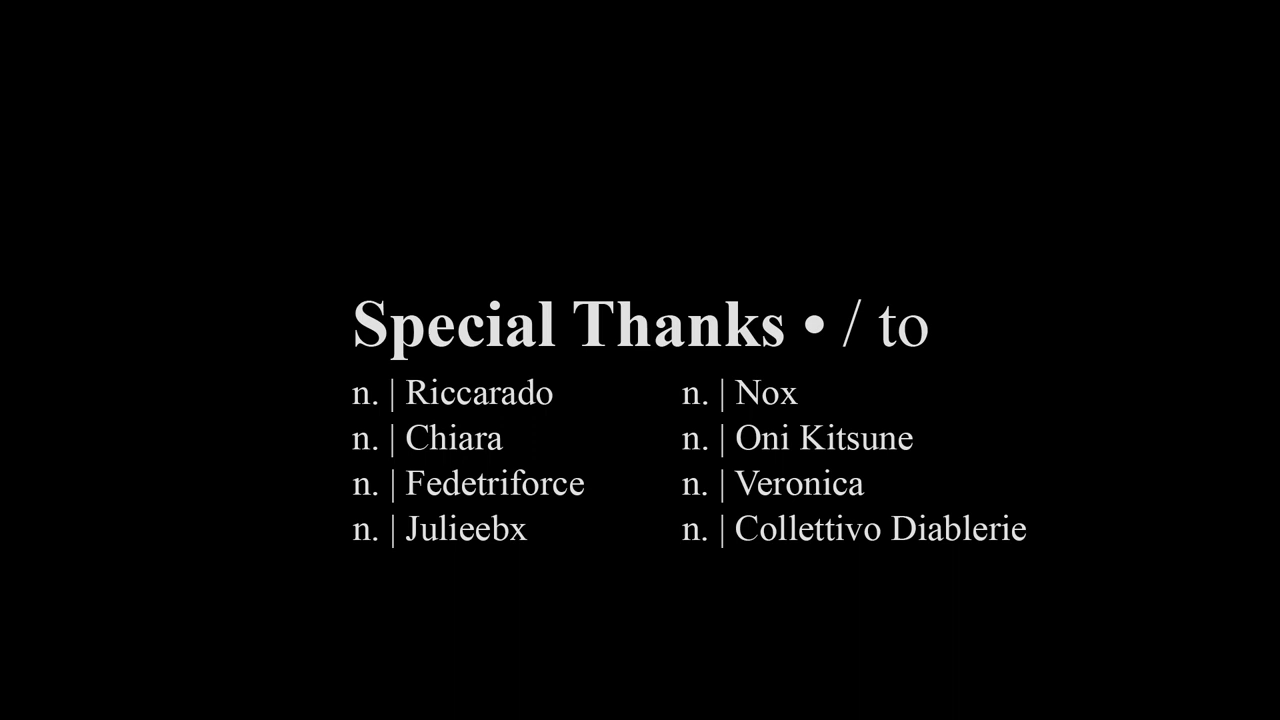 Special Thanks • / to
n. | Riccarado
n. | Chiara
n. | Fedetriforce
n. | Julieebx
n. | Nox
n. | Oni Kitsune
n. | Veronica
n. | Collettivo Diablerie